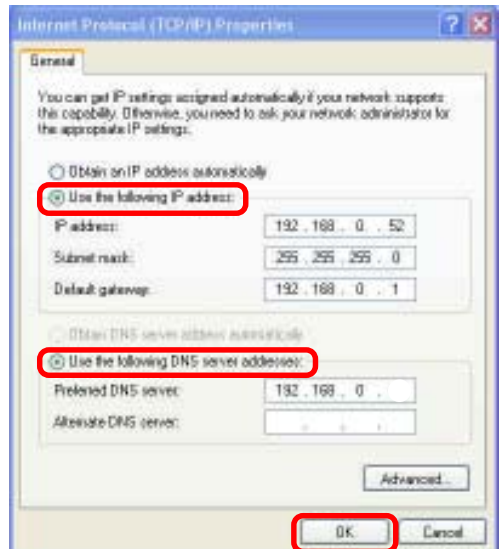 Internet Protocol (TCP/IP) Properties
General
You can get IP settings assigned automatically if your network supports
this capability. Otherwise, you need to ask your network administrator for
the appropriate IP settings.
Obtain an IP address automatically
Use the following IP address:
IP address: 192 . 168 . 0 . 52
Subnet mask: 255 . 255 . 255 . 0
Default gateway: 192 . 168 . 0 . 1
Obtain DNS server address automatically
Use the following DNS server addresses:
Preferred DNS server: 192 . 168 . 0 .
Alternate DNS server: . . .
Advanced...
OK Cancel